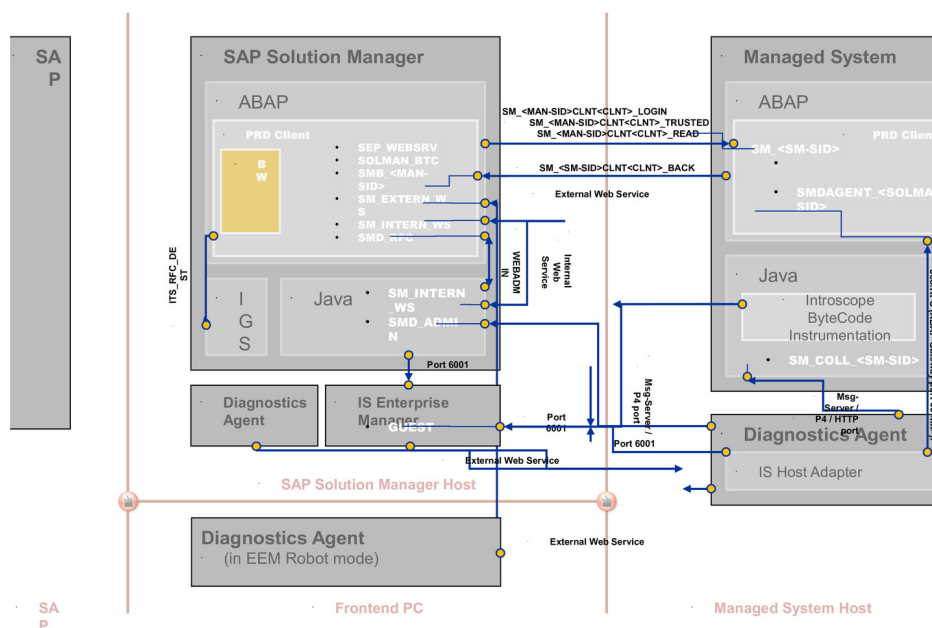 SA
P
SAP Solution Manager
ABAP
PRD Client
B
W
SEP_WEBSRV
SOLMAN_BTC
SMB_<MAN-
SID>
SM_EXTERN_W
S
SM_INTERN_WS
SMD_RFC
ITS_RFC_DE
ST
I
G
S
Java
SM_INTERN
_WS
SMD_ADMI
N
SM_<MAN-SID>CLNT<CLNT>_LOGIN
SM_<MAN-SID>CLNT<CLNT>_TRUSTED
SM_<MAN-SID>CLNT<CLNT>_READ
SM_<SM-SID>CLNT<CLNT>_BACK
External Web Service
WEBADM
IN
Internal
Web
Service
Managed System
ABAP
PRD Clien
SM_<SM-SID>
SMDAGENT_<SOLMA
SID>
Java
Introscope
ByteCode
Instrumentation
SM_COLL_<SM-SID>
Port 6001
Diagnostics
Agent
IS Enterprise
Manager
GUEST
Port
6001
Msg-Server /
P4 port
Port 6001
Msg-
Server /
P4 / HTTP
port
Diagnostics Agent
IS Host Adapter
External Web Service
SAP Solution Manager Host
Diagnostics Agent
(in EEM Robot mode)
External Web Service
SA
P
Frontend PC
Managed System Host